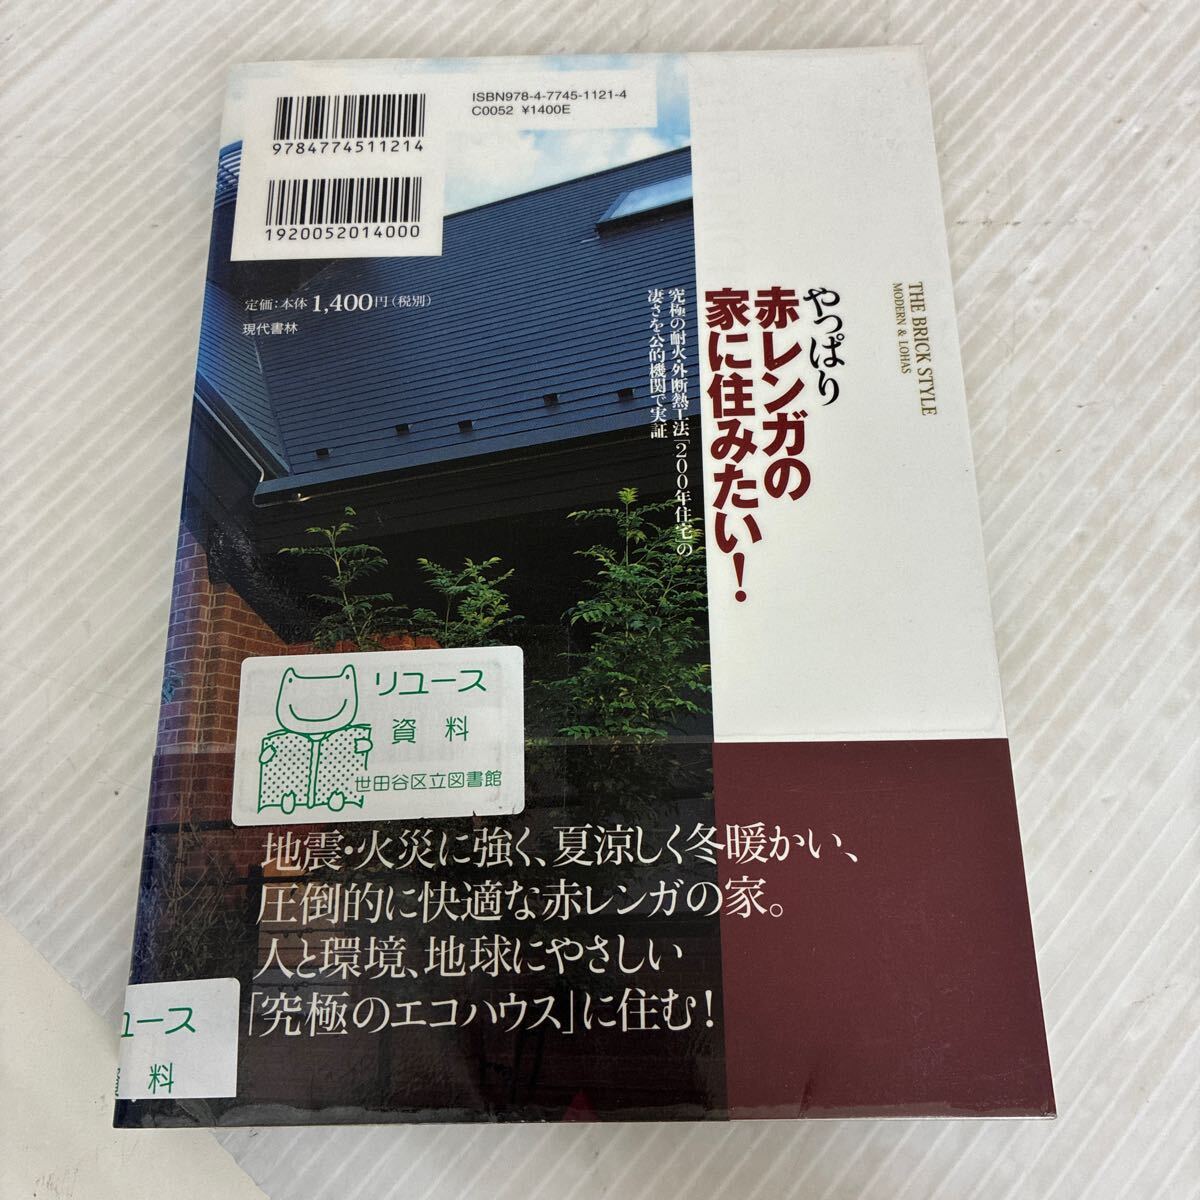 ISBN978-4-7745-1121-4
C0052 ¥1400E
9784774511214
1920052014000
定価:本体1,400円(税別)
現代書林
THE BRICK STYLE
MODERN & LOHAS
やっぱり
赤レンガの
家に住みたい!
究極の耐火・外断熱工法「200年住宅」の
凄さを公的機関で実証
リユース
資料
世田谷区立図書館
地震・火災に強く、夏涼しく冬暖かい、
圧倒的に快適な赤レンガの家。
人と環境、地球にやさしい
「究極のエコハウス」に住む!
ユース
資料